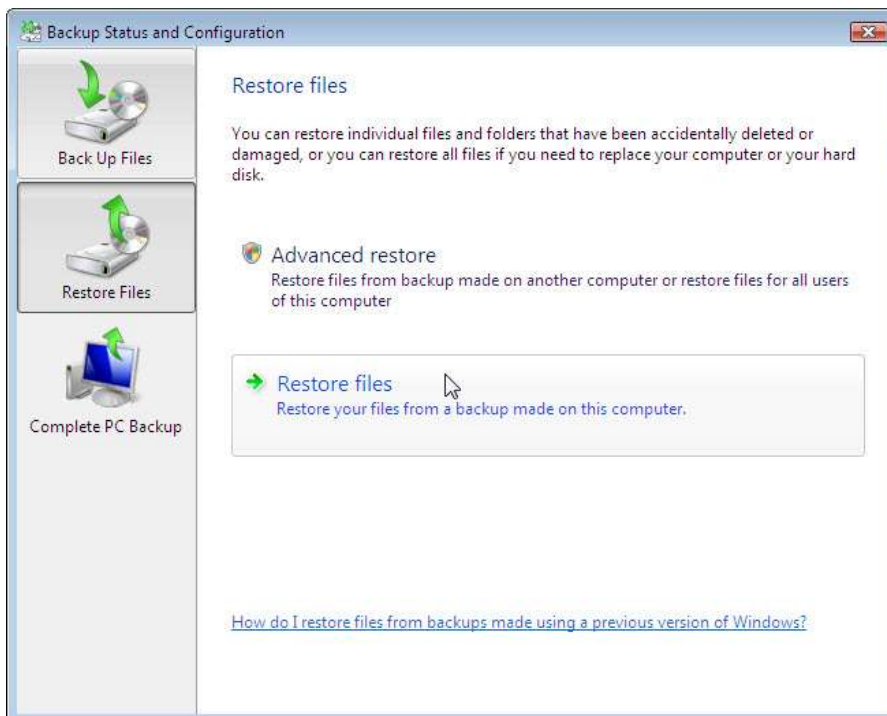 Backup Status and Configuration
Back Up Files
Restore Files
Complete PC Backup
Restore files
You can restore individual files and folders that have been accidentally deleted or
damaged, or you can restore all files if you need to replace your computer or your hard
disk.
Advanced restore
Restore files from backup made on another computer or restore files for all users
of this computer
Restore files
Restore your files from a backup made on this computer.
How do I restore files from backups made using a previous version of Windows?